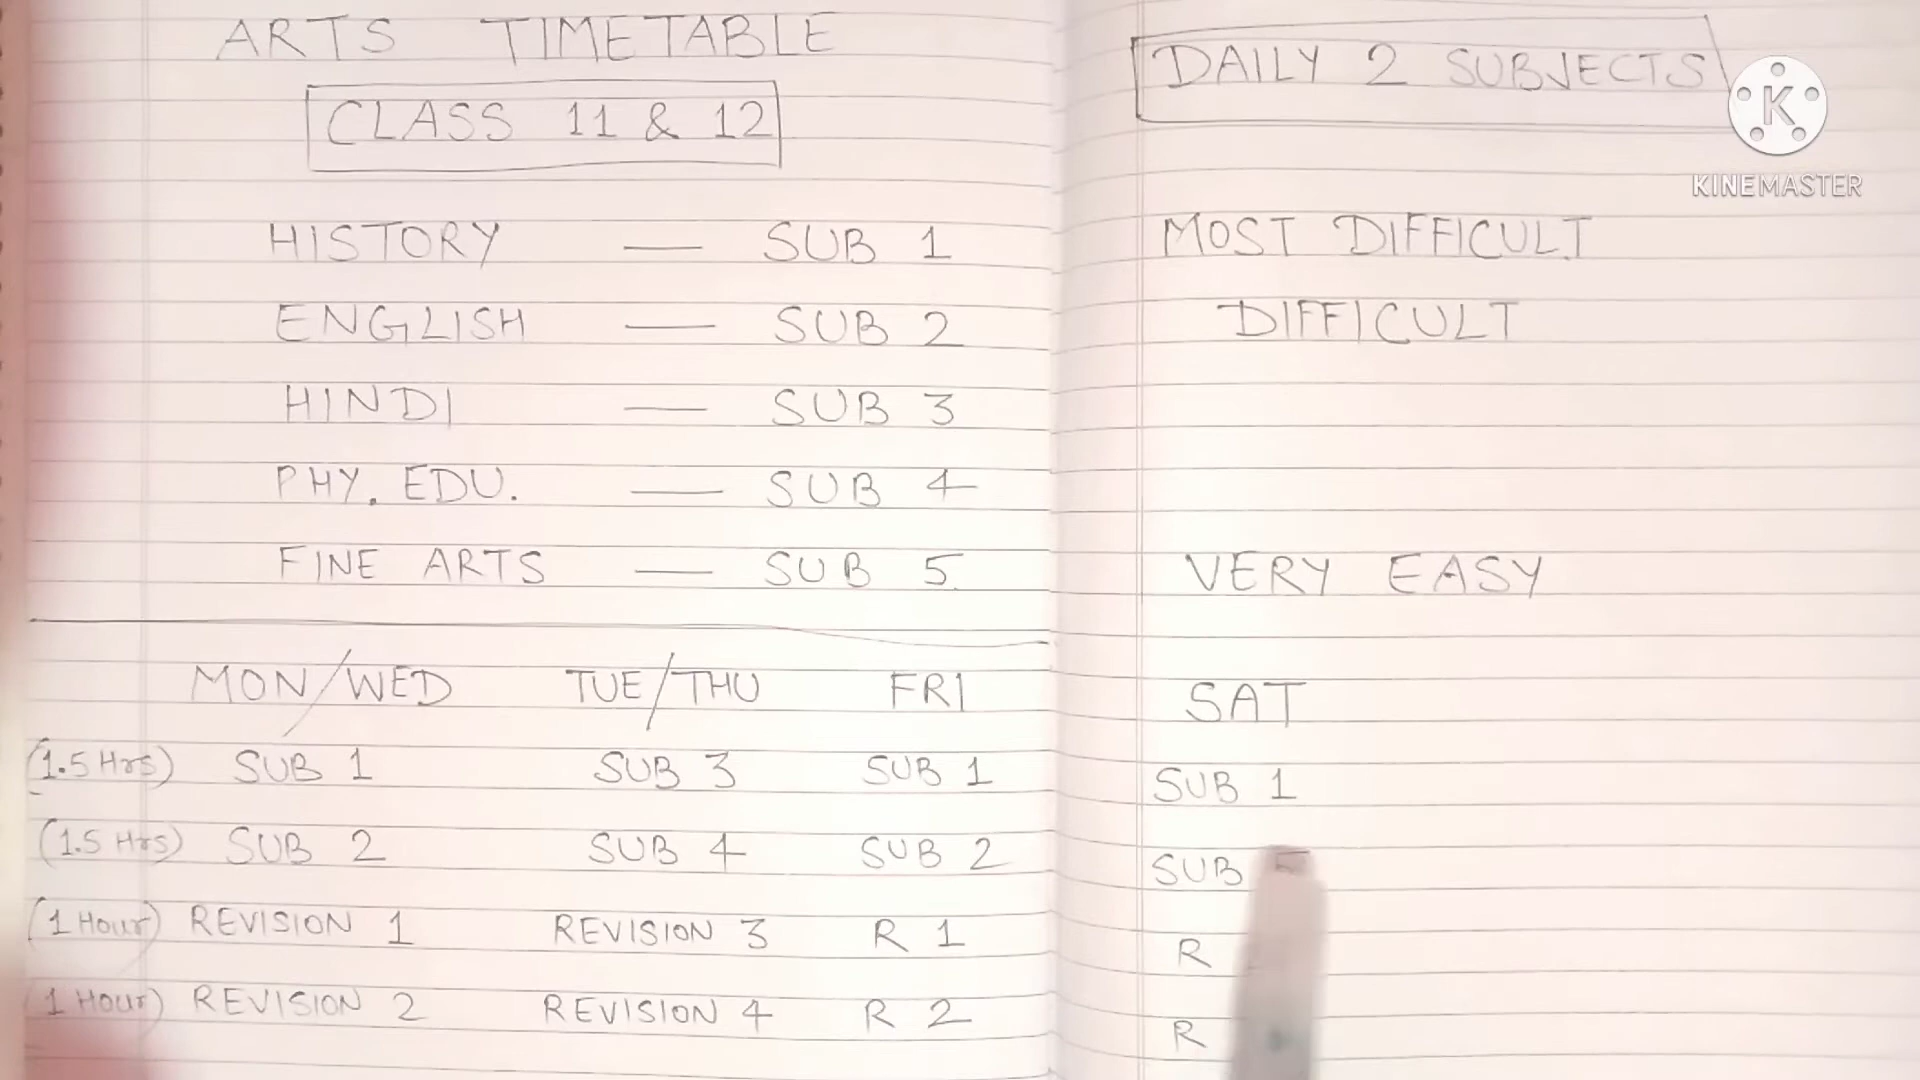 ARTS TIMETABLE
CLASS 11 & 12
HISTORY — SUB 1
ENGLISH — SUB 2
HINDI — SUB 3
PHY. EDU. — SUB 4
FINE ARTS — SUB 5
MON/WED TUE/THU FRI
(1.5 Hrs) SUB 1 SUB 3 SUB 1
(1.5 Hrs) SUB 2 SUB 4 SUB 2
(1 Hour) REVISION 1 REVISION 3 R 1
(1 Hour) REVISION 2 REVISION 4 R 2
DAILY 2 SUBJECTS
K
KINEMASTER
MOST DIFFICULT
DIFFICULT
VERY EASY
SAT
SUB 1
SUB
R
R